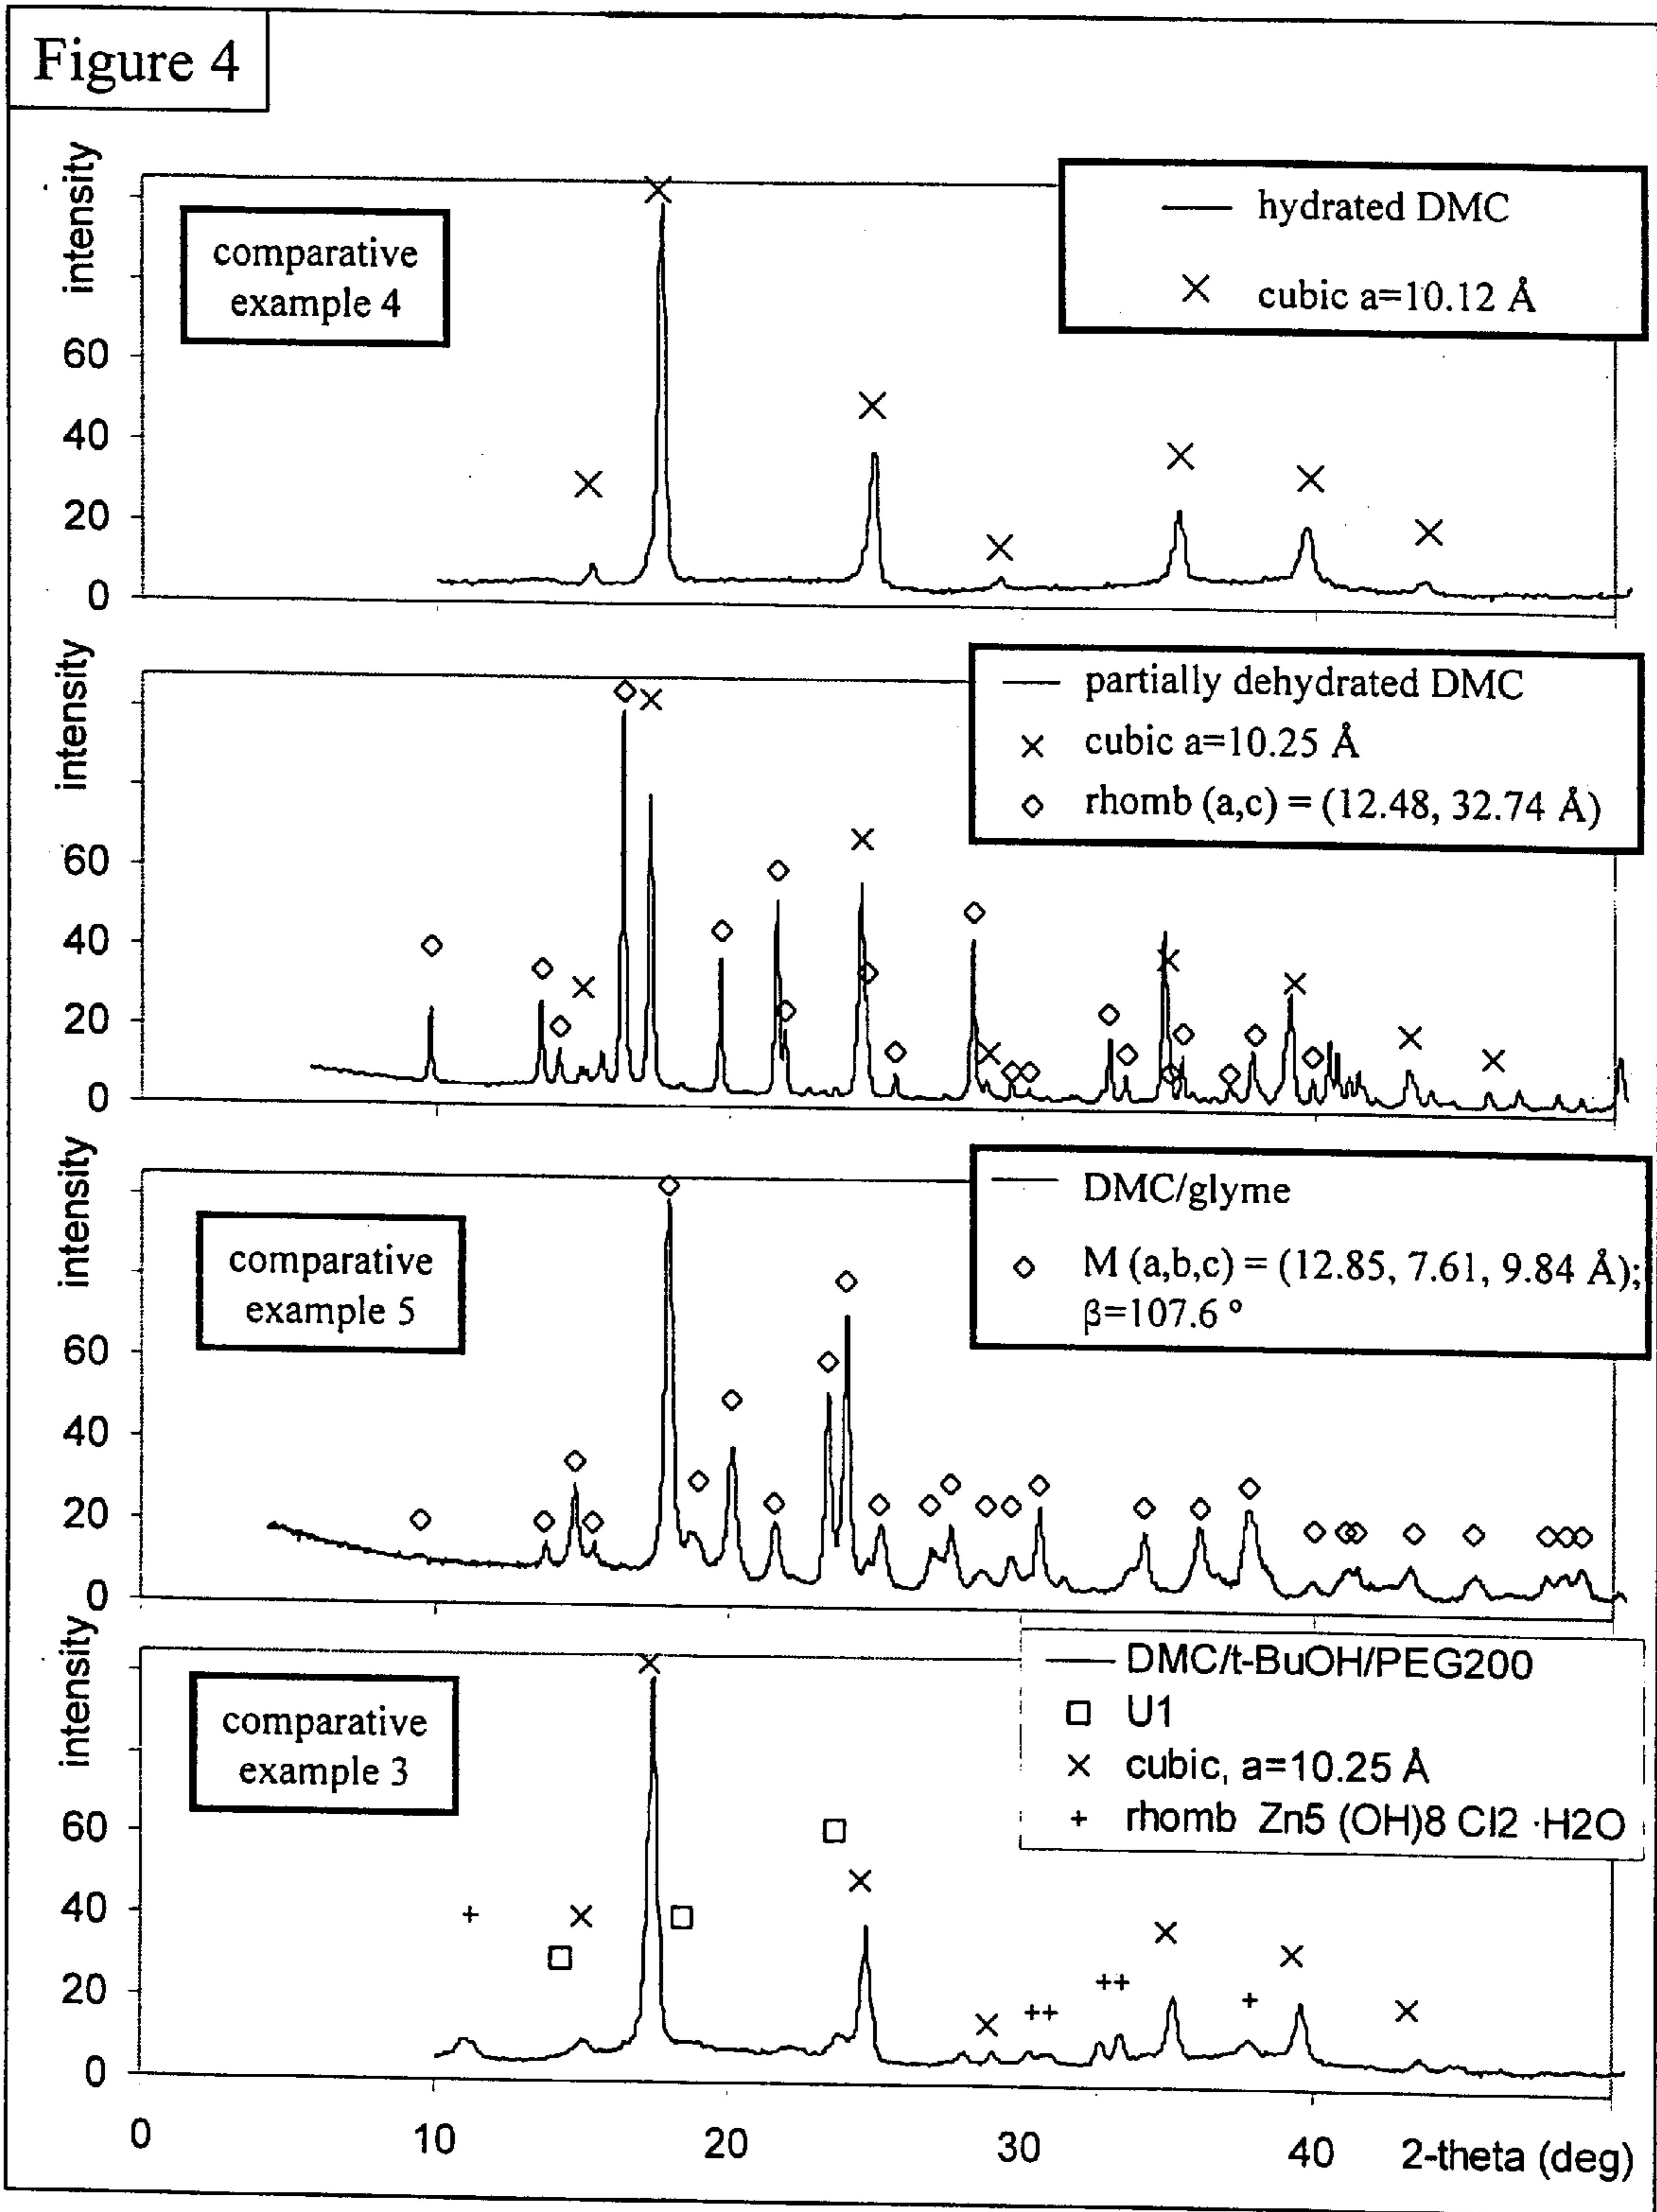 Figure 4
intensity
60
40
20
0
comparative
example 4
hydrated DMC
cubic a=10.12 Å
intensity
60
40
20
0
partially dehydrated DMC
cubic a=10.25 Å
rhomb (a,c) = (12.48, 32.74 Å)
intensity
60
40
20
0
comparative
example 5
DMC/glyme
M (a,b,c) = (12.85, 7.61, 9.84 Å);
β=107.6 °
intensity
60
40
20
0
comparative
example 3
DMC/t-BuOH/PEG200
U1
cubic, a=10.25 Å
rhomb Zn5 (OH)8 Cl2 ·H2O
0 10 20 30 40 2-theta (deg)